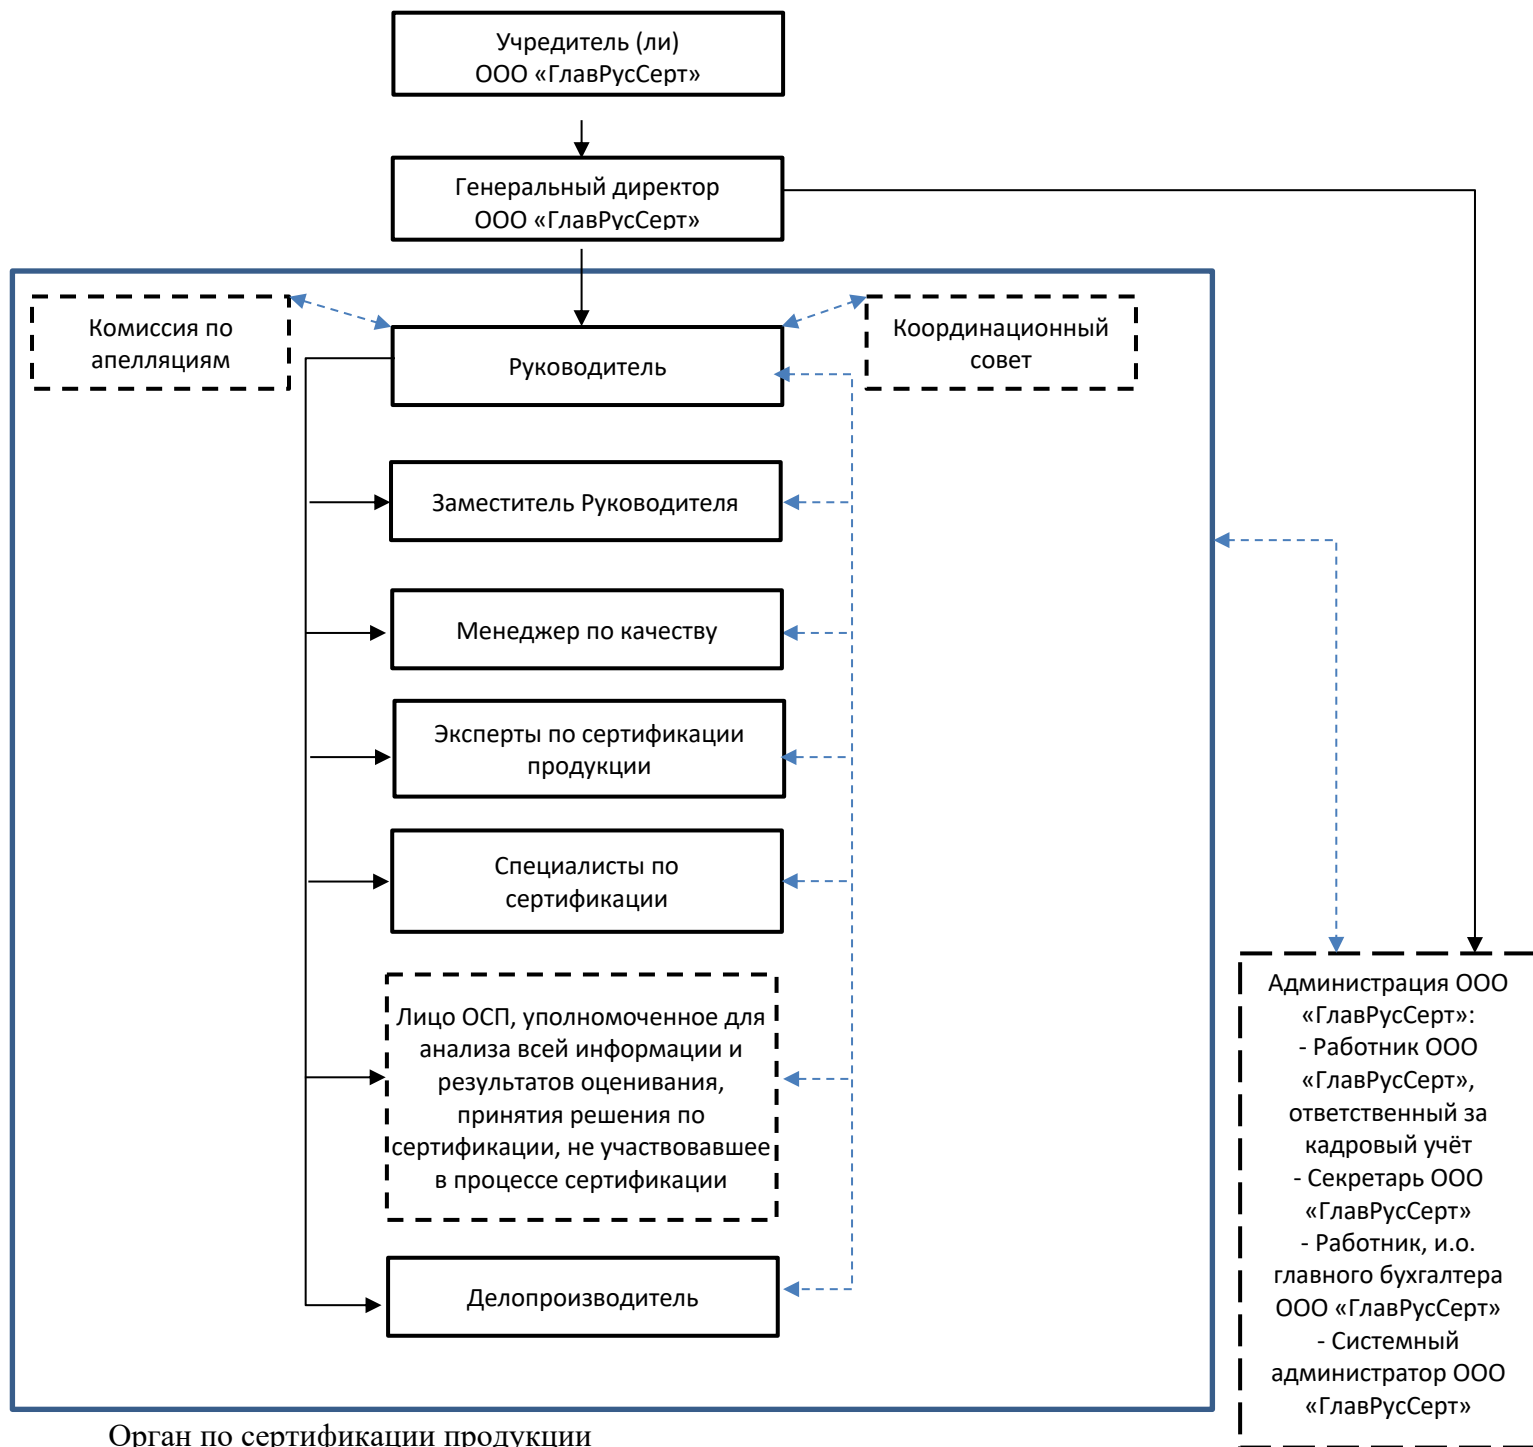 Учредитель (ли)
ООО «ГлавРусСерт»
Генеральный директор
ООО «ГлавРусСерт»
Комиссия по
апелляциям
Руководитель
Координационный
совет
Заместитель Руководителя
Менеджер по качеству
Эксперты по сертификации
продукции
Специалисты по
сертификации
Лицо ОСП, уполномоченное для
анализа всей информации и
результатов оценивания,
принятия решения по
сертификации, не участвовавшее
в процессе сертификации
Делопроизводитель
Администрация ООО
«ГлавРусСерт»:
- Работник ООО
«ГлавРусСерт»,
ответственный за
кадровый учёт
- Секретарь ООО
«ГлавРусСерт»
- Работник, и.о.
главного бухгалтера
ООО «ГлавРусСерт»
- Системный
администратор ООО
«ГлавРусСерт»
Орган по сертификации продукции